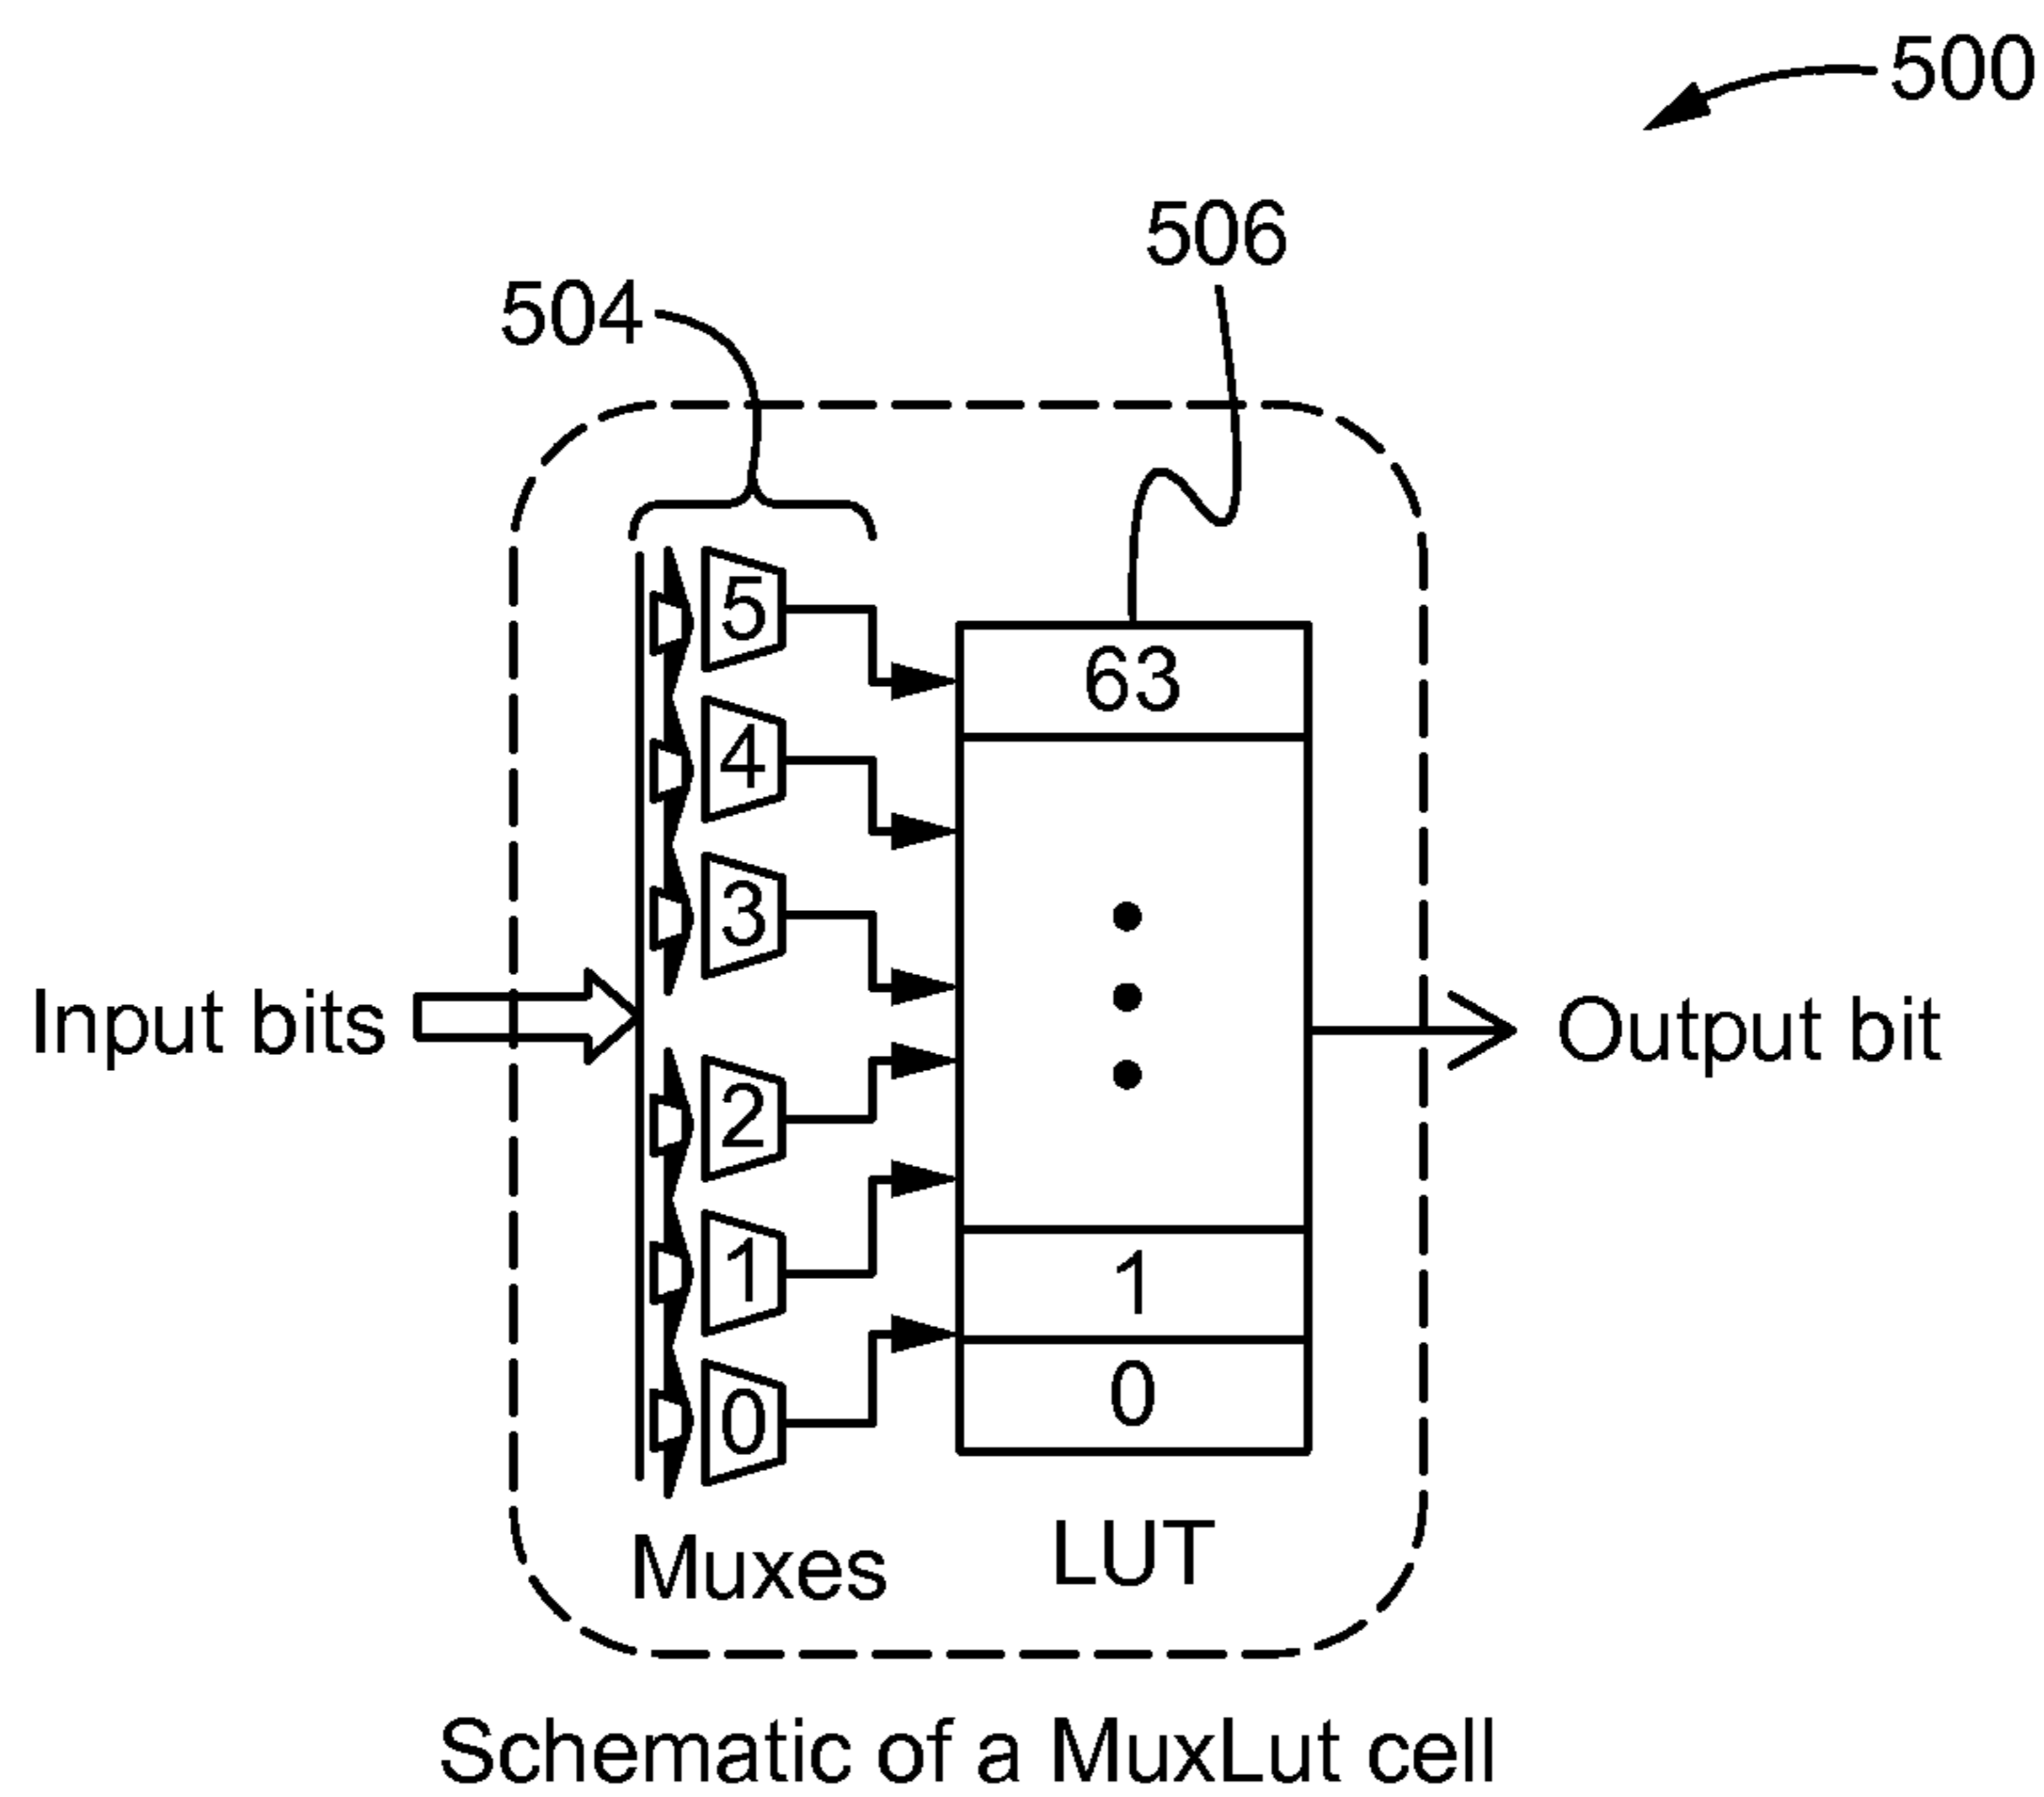 500
506
504
5
63
4
3
Input bits
Output bit
2
1
1
0
0
Muxes
LUT
Schematic of a MuxLut cell